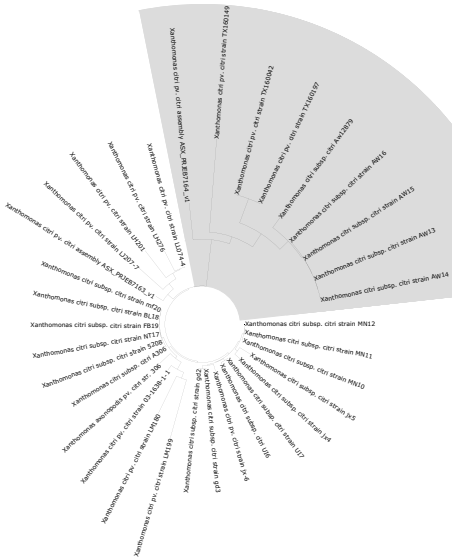 Xanthomonas citri pv. citri assembly ASX_PRJEB7164_v1
Xanthomonas citri pv. citri strain TX160149
Xanthomonas citri pv. citri strain TX160042
Xanthomonas citri pv. citri strain TX160197
Xanthomonas citri subsp. citri Aw12879
Xanthomonas citri subsp. citri strain AW16
Xanthomonas citri subsp. citri strain AW15
Xanthomonas citri subsp. citri strain AW13
Xanthomonas citri subsp. citri strain AW14
Xanthomonas citri subsp. citri strain MN12
Xanthomonas citri subsp. citri strain MN11
Xanthomonas citri subsp. citri strain MN10
Xanthomonas citri subsp. citri strain jx5
Xanthomonas citri subsp. citri strain jx4
Xanthomonas citri subsp. citri strain UI7
Xanthomonas citri subsp. citri UI6
Xanthomonas citri pv. citri strain jx-6
Xanthomonas citri subsp. citri strain gd3
Xanthomonas citri subsp. citri strain gd2
Xanthomonas citri pv. citri strain LM199
Xanthomonas citri pv. citri strain LM180
Xanthomonas citri pv. citri strain 03-1638-1-1
Xanthomonas axonopodis pv. citri str. 306
Xanthomonas citri subsp. citri A306
Xanthomonas citri subsp. citri strain 5208
Xanthomonas citri subsp. citri strain NT17
Xanthomonas citri subsp. citri strain FB19
Xanthomonas citri subsp. citri strain BL18
Xanthomonas citri subsp. citri strain mf20
Xanthomonas citri pv. citri assembly ASX_PRJEB7163_v1
Xanthomonas citri pv. citri strain LJ207-7
Xanthomonas citri pv. citri strain LH201
Xanthomonas citri pv. citri strain LH276
Xanthomonas citri pv. citri strain LL074-4